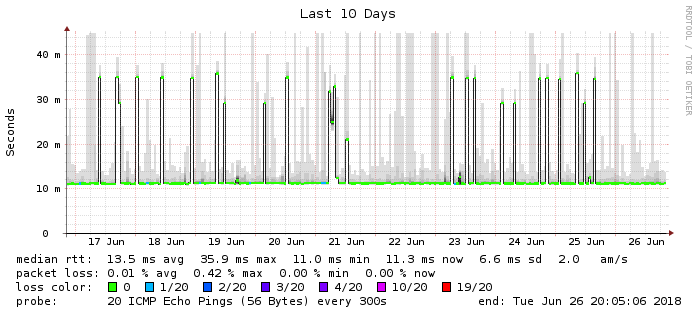 Last 10 Days
RRDTOOL / TOBI OETIKER
Seconds
40 m
30 m
20 m
10 m
0
17 Jun 18 Jun 19 Jun 20 Jun 21 Jun 22 Jun 23 Jun 24 Jun 25 Jun 26 Jun
median rtt: 13.5 ms avg 35.9 ms max 11.0 ms min 11.3 ms now 6.6 ms sd 2.0 am/s
packet loss: 0.01 % avg 0.42 % max 0.00 % min 0.00 % now
loss color: 0 1/20 2/20 3/20 4/20 10/20 19/20
probe: 20 ICMP Echo Pings (56 Bytes) every 300s end: Tue Jun 26 20:05:06 2018